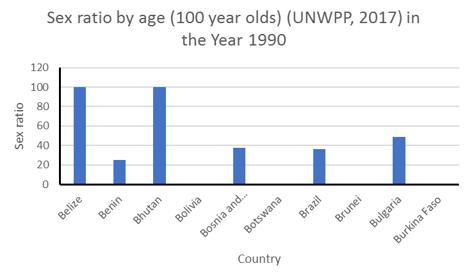 Sex ratio by age (100 year olds) (UNWPP, 2017) in
the Year 1990
120
100
80
60
40
20
0
Sex ratio
Belize
Benin
Bhutan
Bolivia
Bosnia and...
Botswana
Brazil
Brunei
Bulgaria
Burkina Faso
Country